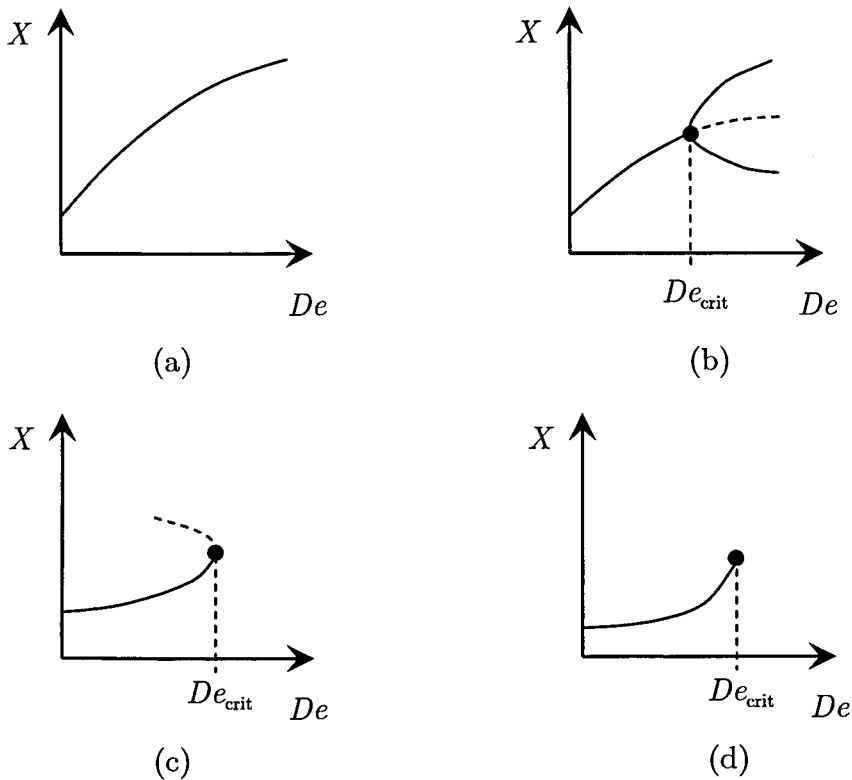 X
De
(a)
X
De_crit
De
(b)
X
De_crit
De
(c)
X
De_crit
De
(d)